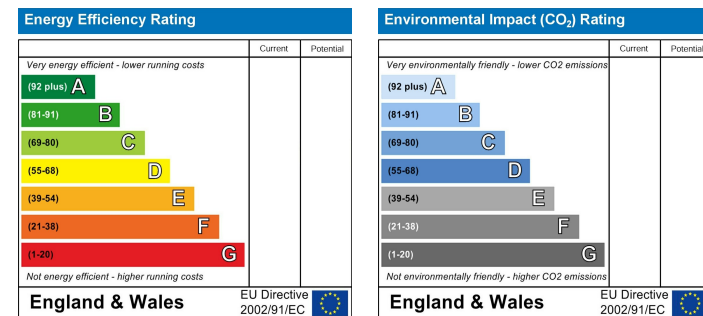 Energy Efficiency Rating
Current Potential
Very energy efficient - lower running costs
(92 plus) A
(81-91) B
(69-80) C
(55-68) D
(39-54) E
(21-38) F
(1-20) G
Not energy efficient - higher running costs
England & Wales
EU Directive
2002/91/EC
Environmental Impact (CO₂) Rating
Current Potential
Very environmentally friendly - lower CO2 emissions
(92 plus) A
(81-91) B
(69-80) C
(55-68) D
(39-54) E
(21-38) F
(1-20) G
Not environmentally friendly - higher CO2 emissions
England & Wales
EU Directive
2002/91/EC